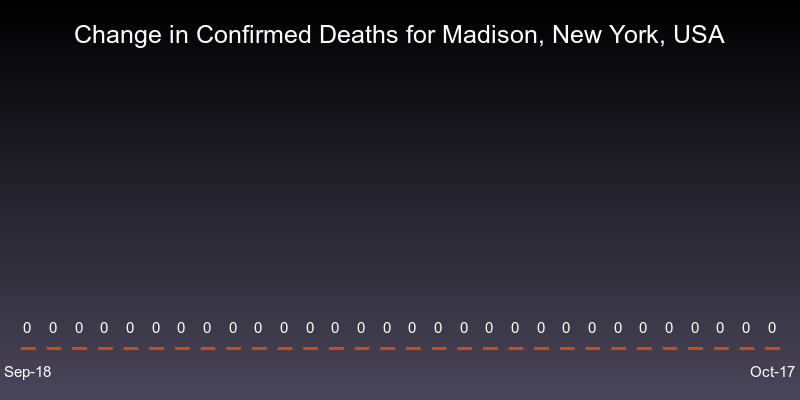 Change in Confirmed Deaths for Madison, New York, USA
0 0 0 0 0 0 0 0 0 0 0 0 0 0 0 0 0 0 0 0 0 0 0 0 0 0 0 0 0 0
Sep-18 Oct-17